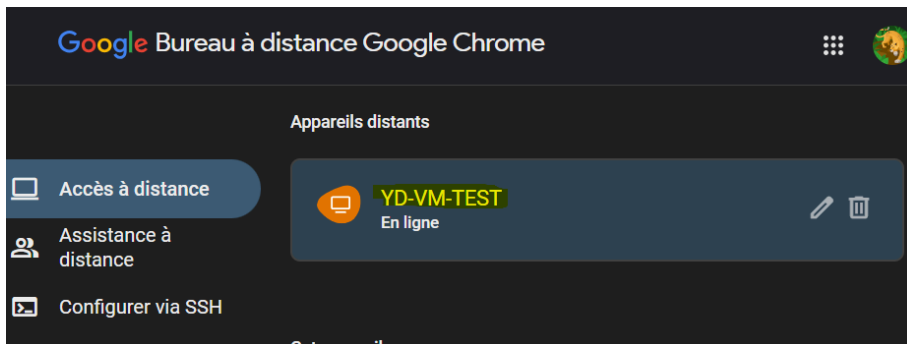 Google Bureau à distance Google Chrome
Appareils distants
Accès à distance
YD-VM-TEST
En ligne
Assistance à
distance
Configurer via SSH